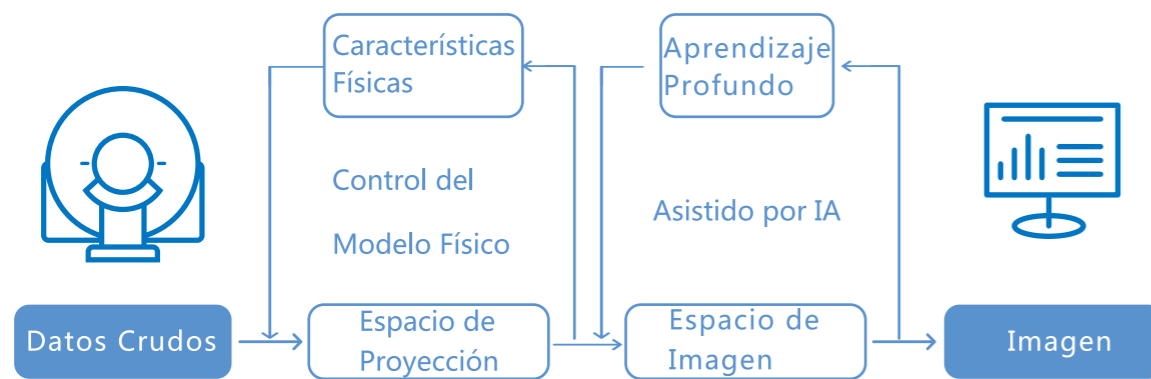 Características
Físicas
Aprendizaje
Profundo
Control del
Modelo Físico
Asistido por IA
Datos Crudos
Espacio de
Proyección
Espacio de
Imagen
Imagen